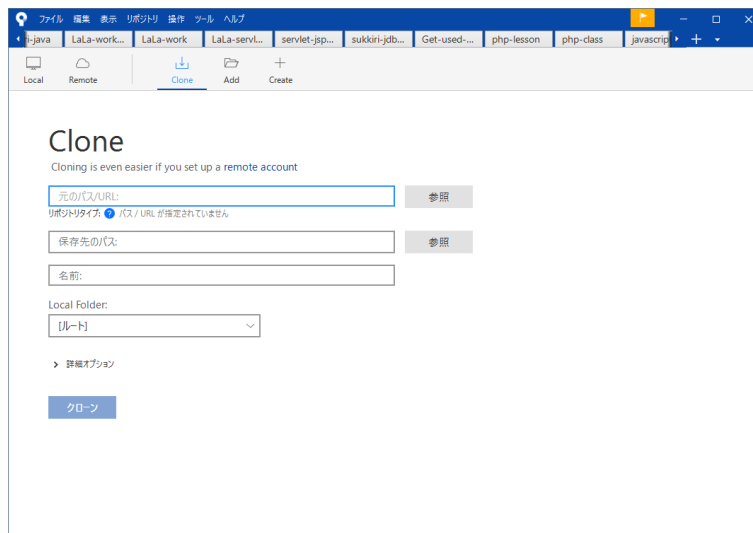 ファイル 編集 表示 リポジトリ 操作 ツール ヘルプ
i-java LaLa-work... LaLa-work LaLa-servl... servlet-jsp... sukkiri-jdb... Get-used-... php-lesson php-class javascrip
Local Remote Clone Add Create
Clone
Cloning is even easier if you set up a remote account
元のパス/URL: 参照
リポジトリタイプ: ? パス / URL が指定されていません
保存先のパス: 参照
名前:
Local Folder:
[ルート]
詳細オプション
クローン